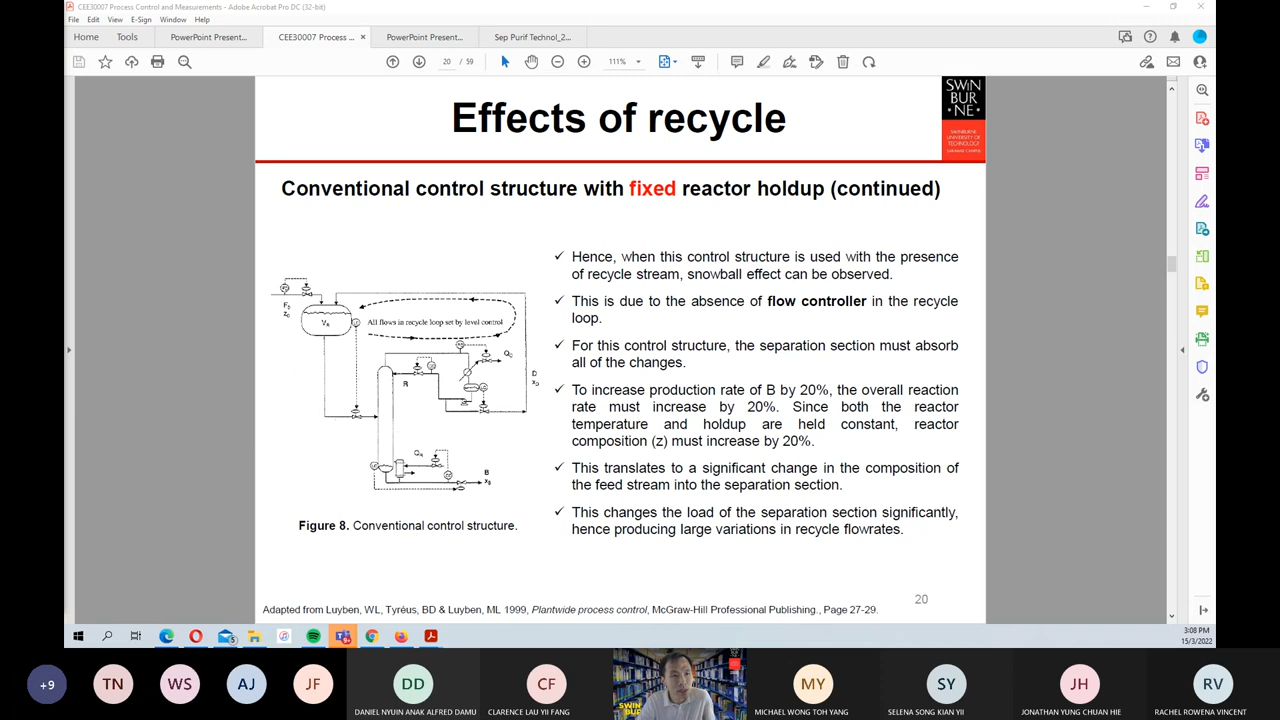 CEE30007 Process Control and Measurements - Adobe Acrobat Pro DC (32-bit)
File Edit View E-Sign Window Help
Home Tools PowerPoint Present... CEE30007 Process ... × PowerPoint Present... Sep Purif Technol_2...
20 / 59 111%
SWIN
BUR
• NE •
SWINBURNE
UNIVERSITY OF
TECHNOLOGY
Effects of recycle
Conventional control structure with fixed reactor holdup (continued)
✓ Hence, when this control structure is used with the presence
of recycle stream, snowball effect can be observed.
✓ This is due to the absence of flow controller in the recycle
loop.
✓ For this control structure, the separation section must absorb
all of the changes.
✓ To increase production rate of B by 20%, the overall reaction
rate must increase by 20%. Since both the reactor
temperature and holdup are held constant, reactor
composition (z) must increase by 20%.
✓ This translates to a significant change in the composition of
the feed stream into the separation section.
✓ This changes the load of the separation section significantly,
hence producing large variations in recycle flowrates.
VR
All flows in recycle loop set by level control
R
D
xD
B
xB
Figure 8. Conventional control structure.
20
Adapted from Luyben, WL, Tyréus, BD & Luyben, ML 1999, Plantwide process control, McGraw-Hill Professional Publishing., Page 27-29.
3:08 PM
15/3/2022
+9 TN WS AJ JF DD CF MY SY JH RV
DANIEL NYUIN ANAK ALFRED DAMU CLARENCE LAU YII FANG MICHAEL WONG TOH YANG SELENA SONG KIAN YII JONATHAN YUNG CHUAN HIE RACHEL ROWENA VINCENT